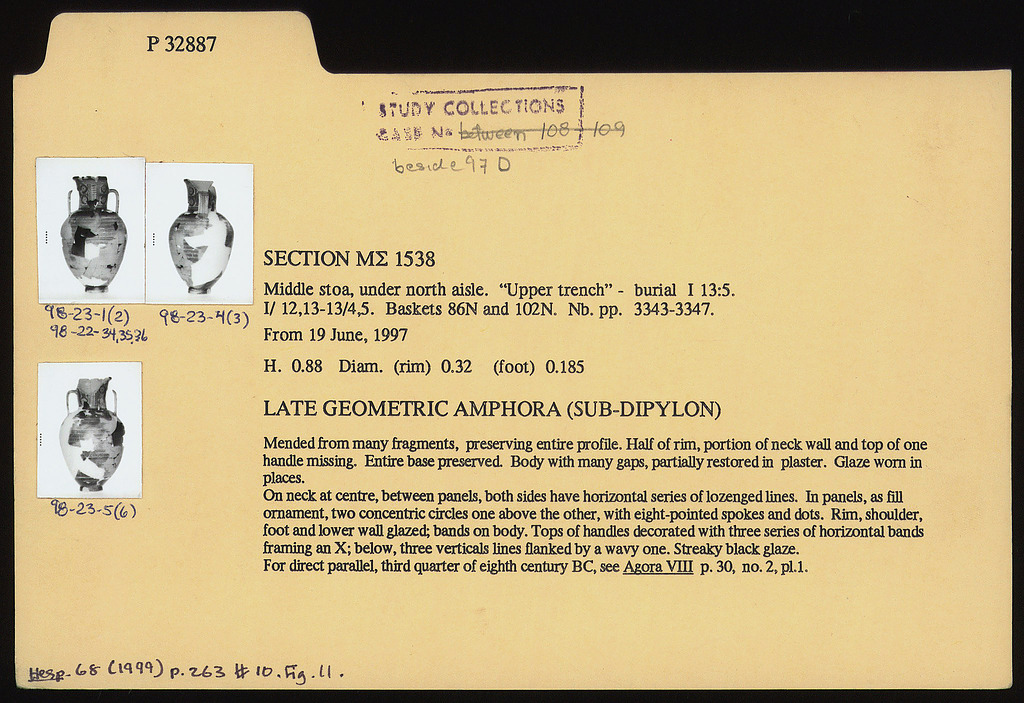 P 32887
STUDY COLLECTIONS
CASE No between 108 + 109
beside 97 D
98-23-1(2)
98-22-34,35,36
98-23-4(3)
98-23-5(6)
SECTION ΜΣ 1538
Middle stoa, under north aisle. “Upper trench” - burial I 13:5.
I/ 12,13-13/4,5. Baskets 86N and 102N. Nb. pp. 3343-3347.
From 19 June, 1997
H. 0.88 Diam. (rim) 0.32 (foot) 0.185
LATE GEOMETRIC AMPHORA (SUB-DIPYLON)
Mended from many fragments, preserving entire profile. Half of rim, portion of neck wall and top of one
handle missing. Entire base preserved. Body with many gaps, partially restored in plaster. Glaze worn in
places.
On neck at centre, between panels, both sides have horizontal series of lozenged lines. In panels, as fill
ornament, two concentric circles one above the other, with eight-pointed spokes and dots. Rim, shoulder,
foot and lower wall glazed; bands on body. Tops of handles decorated with three series of horizontal bands
framing an X; below, three verticals lines flanked by a wavy one. Streaky black glaze.
For direct parallel, third quarter of eighth century BC, see Agora VIII p. 30, no. 2, pl.1.
Hesp. 68 (1999) p. 263 # 10. Fig. 11.